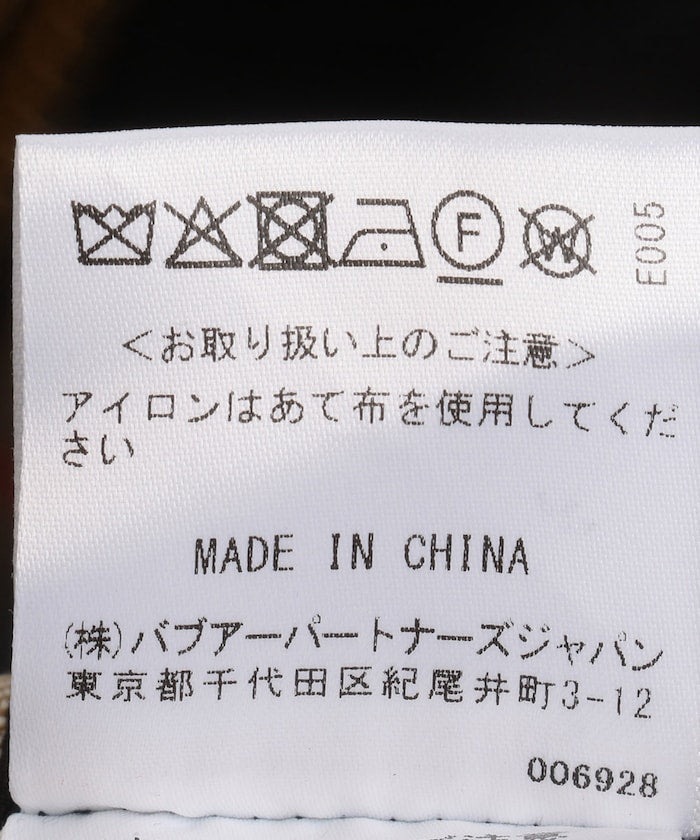 F W E005
<お取り扱い上のご注意>
アイロンはあて布を使用してくだ
さい
MADE IN CHINA
(株)バブアーパートナーズジャパン
東京都千代田区紀尾井町3-12
006928